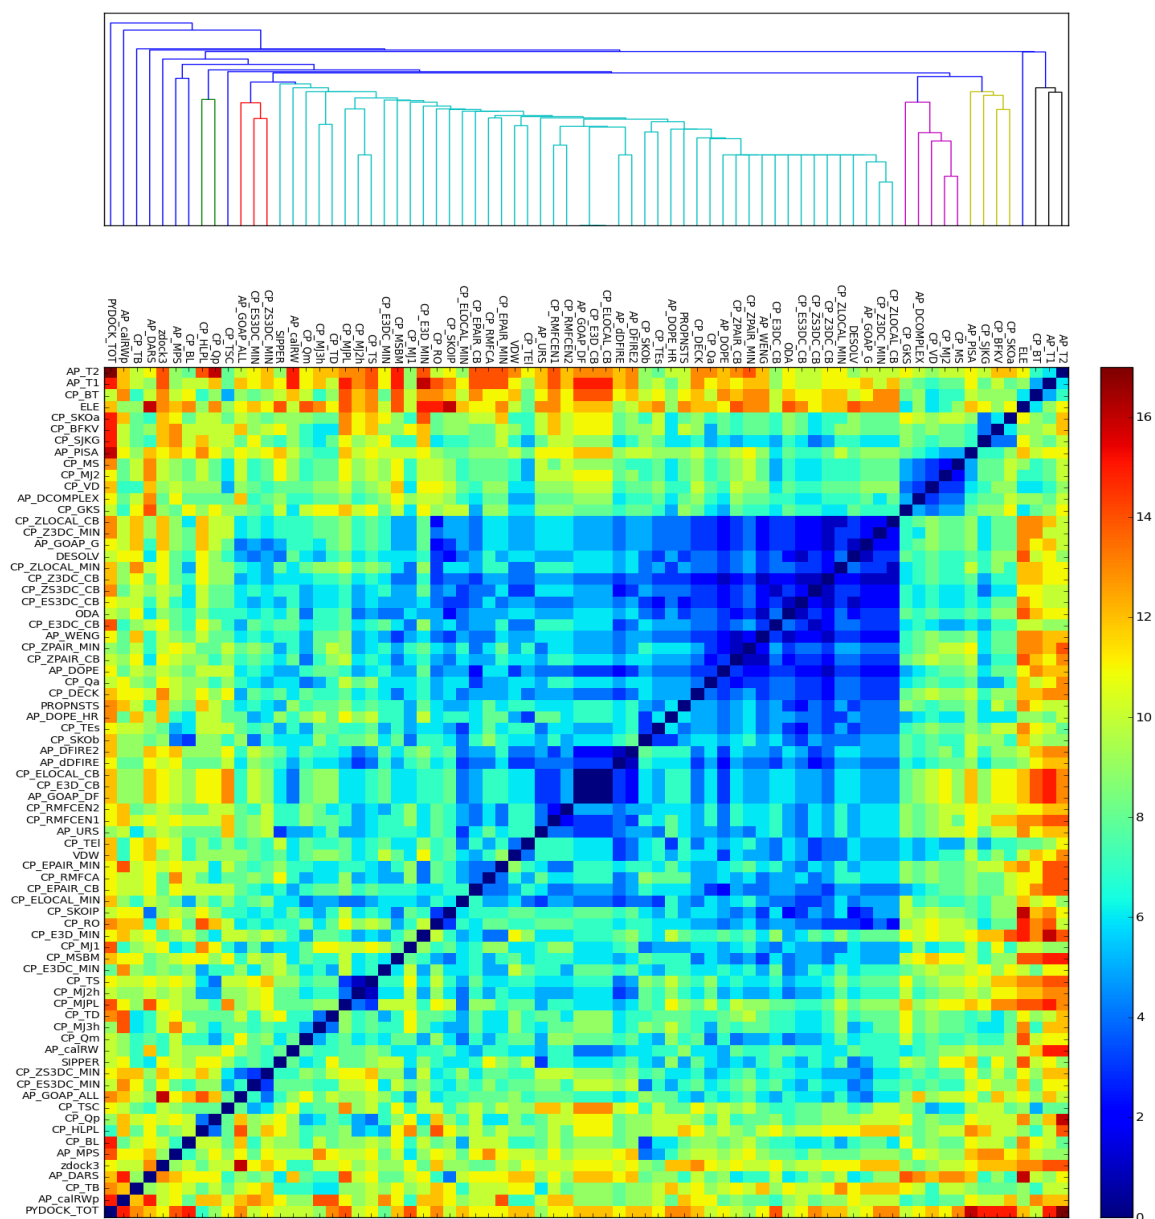 PYDOCK_TOT
AP_calRWp
CP_TB
AP_DARS
zdock3
AP_MPS
CP_BL
CP_HLPL
CP_Qp
CP_TSC
AP_GOAP_ALL
CP_ES3DC_MIN
CP_ZS3DC_MIN
SIPPER
AP_calRW
CP_Qm
CP_MJ3h
CP_TD
CP_MJPL
CP_MJ2h
CP_TS
CP_E3DC_MIN
CP_MSBM
CP_MJ1
CP_E3D_MIN
CP_RO
CP_SKOIP
CP_ELOCAL_MIN
CP_EPAIR_CB
CP_RMFCA
CP_EPAIR_MIN
VDW
CP_TEl
AP_URS
CP_RMFCEN1
CP_RMFCEN2
AP_GOAP_DF
CP_E3D_CB
CP_ELOCAL_CB
AP_dDFIRE
AP_DFIRE2
CP_SKOb
CP_TEs
AP_DOPE_HR
PROPNSTS
CP_DECK
CP_Qa
AP_DOPE
CP_ZPAIR_CB
CP_ZPAIR_MIN
AP_WENG
CP_E3DC_CB
ODA
CP_ES3DC_CB
CP_ZS3DC_CB
CP_Z3DC_CB
CP_ZLOCAL_MIN
DESOLV
AP_GOAP_G
CP_Z3DC_MIN
CP_ZLOCAL_CB
CP_GKS
AP_DCOMPLEX
CP_VD
CP_MJ2
CP_MS
AP_PISA
CP_SJKG
CP_BFKV
CP_SKOa
ELE
CP_BT
AP_T1
AP_T2
AP_T2
AP_T1
CP_BT
ELE
CP_SKOa
CP_BFKV
CP_SJKG
AP_PISA
CP_MS
CP_MJ2
CP_VD
AP_DCOMPLEX
CP_GKS
CP_ZLOCAL_CB
CP_Z3DC_MIN
AP_GOAP_G
DESOLV
CP_ZLOCAL_MIN
CP_Z3DC_CB
CP_ZS3DC_CB
CP_ES3DC_CB
ODA
CP_E3DC_CB
AP_WENG
CP_ZPAIR_MIN
CP_ZPAIR_CB
AP_DOPE
CP_Qa
CP_DECK
PROPNSTS
AP_DOPE_HR
CP_TEs
CP_SKOb
AP_DFIRE2
AP_dDFIRE
CP_ELOCAL_CB
CP_E3D_CB
AP_GOAP_DF
CP_RMFCEN2
CP_RMFCEN1
AP_URS
CP_TEl
VDW
CP_EPAIR_MIN
CP_RMFCA
CP_EPAIR_CB
CP_ELOCAL_MIN
CP_SKOIP
CP_RO
CP_E3D_MIN
CP_MJ1
CP_MSBM
CP_E3DC_MIN
CP_TS
CP_MJ2h
CP_MJPL
CP_TD
CP_MJ3h
CP_Qm
AP_calRW
SIPPER
CP_ZS3DC_MIN
CP_ES3DC_MIN
AP_GOAP_ALL
CP_TSC
CP_Qp
CP_HLPL
CP_BL
AP_MPS
zdock3
AP_DARS
CP_TB
AP_calRWp
PYDOCK_TOT
16
14
12
10
8
6
4
2
0